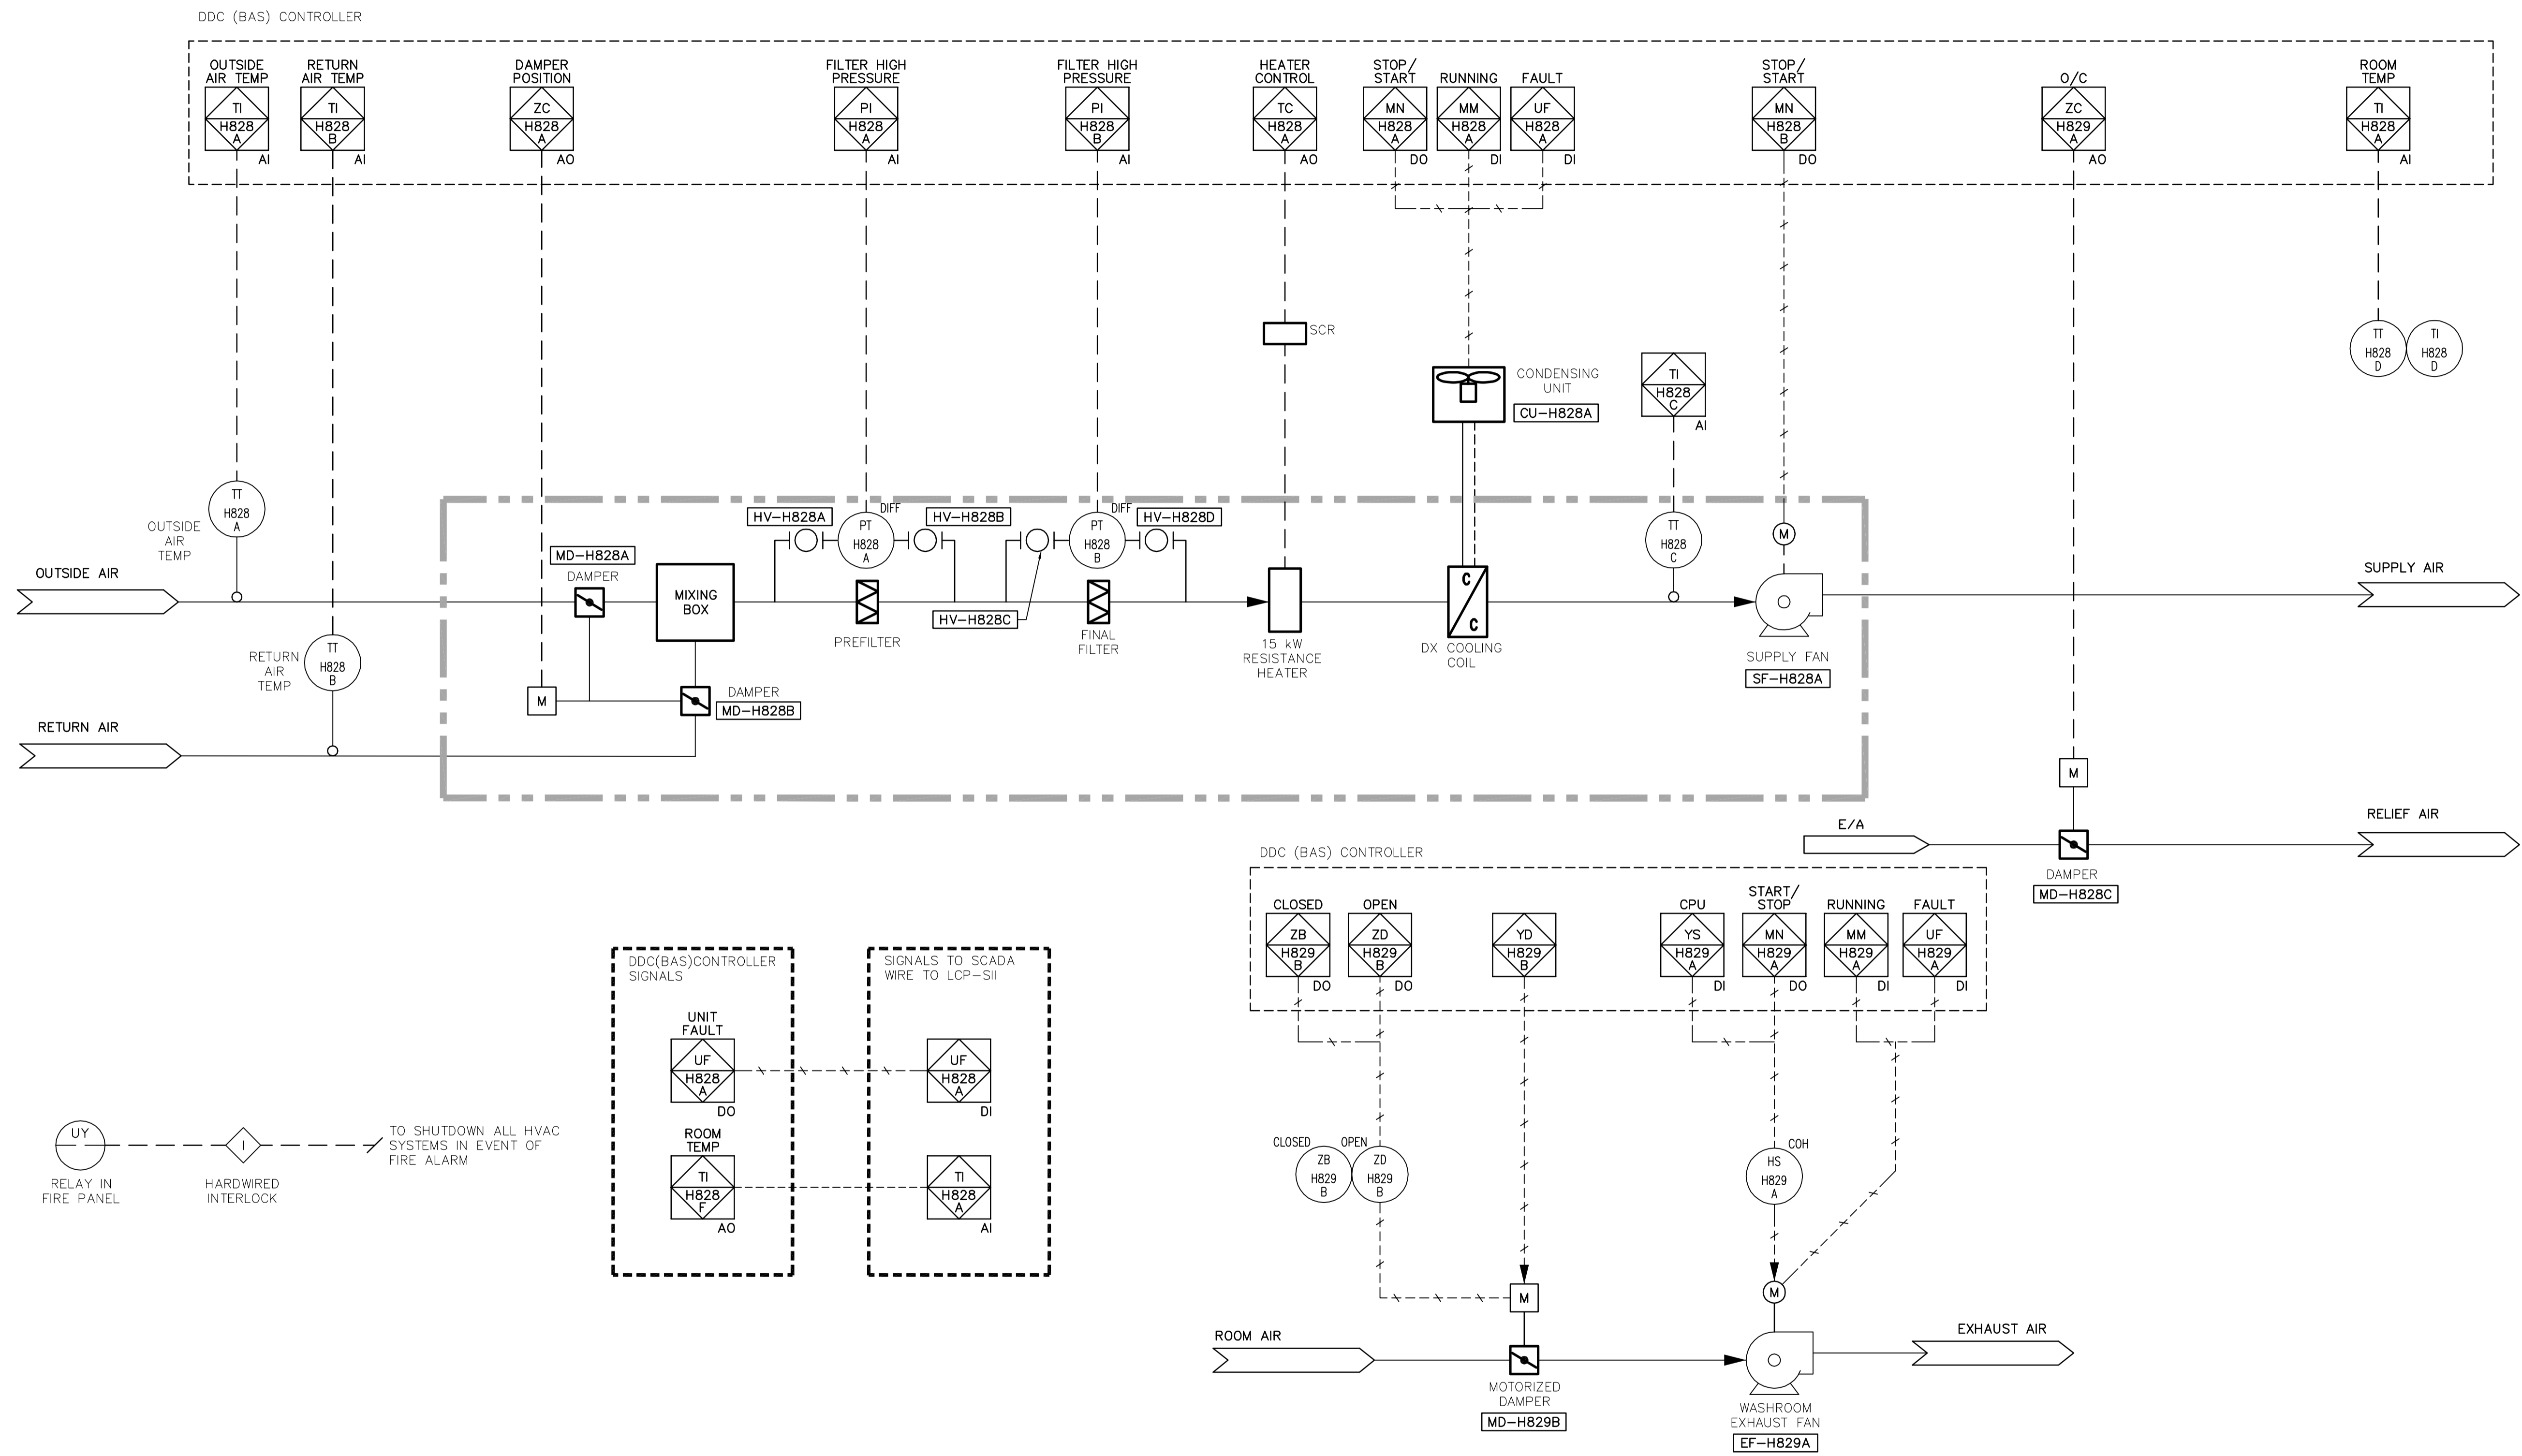 DDC (BAS) CONTROLLER
OUTSIDE
AIR TEMP
TI
H828
A
AI
RETURN
AIR TEMP
TI
H828
B
AI
DAMPER
POSITION
ZC
H828
A
AO
FILTER HIGH
PRESSURE
PI
H828
A
AI
FILTER HIGH
PRESSURE
PI
H828
B
AI
HEATER
CONTROL
TC
H828
A
AO
STOP/
START
MN
H828
A
DO
RUNNING
MM
H828
A
DI
FAULT
UF
H828
A
DI
STOP/
START
MN
H828
B
DO
O/C
ZC
H829
A
AO
ROOM
TEMP
TI
H828
A
AI
SCR
TT
H828
D
TI
H828
D
CONDENSING
UNIT
CU-H828A
TI
H828
C
AI
TT
H828
A
OUTSIDE
AIR
TEMP
OUTSIDE AIR
MD-H828A
DAMPER
MIXING
BOX
HV-H828A
DIFF
PT
H828
A
HV-H828B
PREFILTER
HV-H828C
DIFF
PT
H828
B
HV-H828D
FINAL
FILTER
15 kW
RESISTANCE
HEATER
C
C
DX COOLING
COIL
TT
H828
C
M
SUPPLY FAN
SF-H828A
SUPPLY AIR
RETURN
AIR
TEMP
TT
H828
B
RETURN AIR
M
DAMPER
MD-H828B
M
E/A
RELIEF AIR
DAMPER
MD-H828C
DDC (BAS) CONTROLLER
CLOSED
ZB
H829
B
DO
OPEN
ZD
H829
B
DO
YD
H829
B
CPU
YS
H829
A
DI
START/
STOP
MN
H829
A
DO
RUNNING
MM
H829
A
DI
FAULT
UF
H829
A
DI
DDC(BAS)CONTROLLER
SIGNALS
UNIT
FAULT
UF
H828
A
DO
ROOM
TEMP
TI
H828
F
AO
SIGNALS TO SCADA
WIRE TO LCP-SII
UF
H828
A
DI
TI
H828
A
AI
UY
RELAY IN
FIRE PANEL
I
HARDWIRED
INTERLOCK
TO SHUTDOWN ALL HVAC
SYSTEMS IN EVENT OF
FIRE ALARM
CLOSED
ZB
H829
B
OPEN
ZD
H829
B
COH
HS
H829
A
M
M
ROOM AIR
EXHAUST AIR
MOTORIZED
DAMPER
MD-H829B
WASHROOM
EXHAUST FAN
EF-H829A